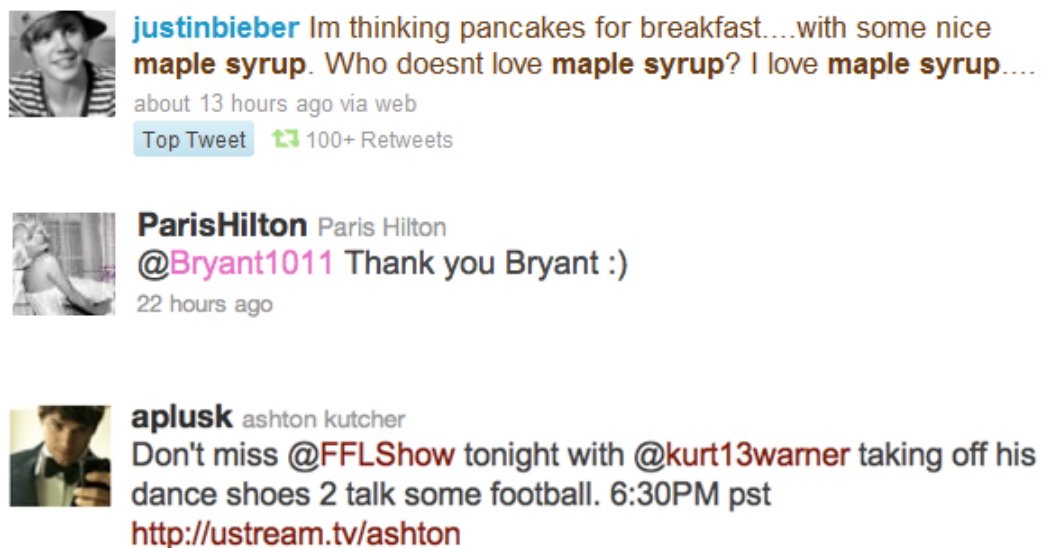 justinbieber Im thinking pancakes for breakfast....with some nice
maple syrup. Who doesnt love maple syrup? I love maple syrup....
about 13 hours ago via web
Top Tweet 100+ Retweets
ParisHilton Paris Hilton
@Bryant1011 Thank you Bryant :)
22 hours ago
aplusk ashton kutcher
Don't miss @FFLShow tonight with @kurt13warner taking off his
dance shoes 2 talk some football. 6:30PM pst
http://ustream.tv/ashton